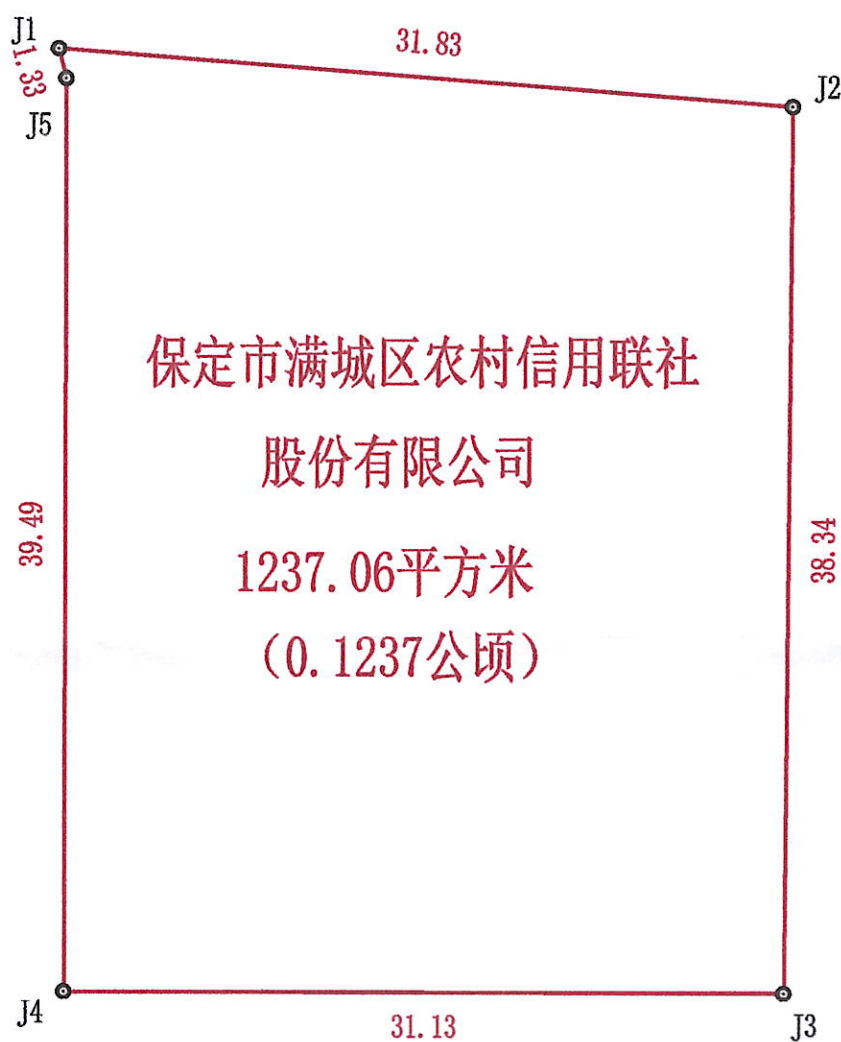 J1
31.83
J2
1.33
J5
保定市满城区农村信用联社
股份有限公司
39.49
38.34
1237.06平方米
(0.1237公顷)
J4
31.13
J3